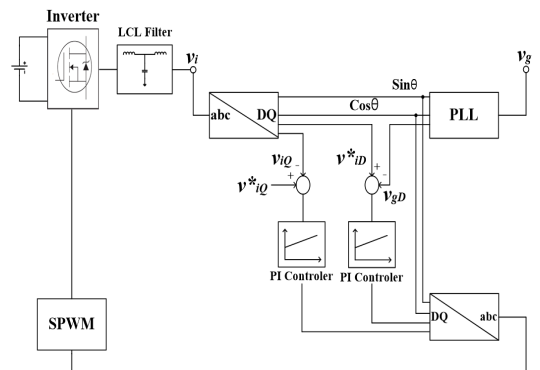 Inverter
LCL Filter
vi
vg
Sinθ
Cosθ
abc
DQ
PLL
viQ
-
v*iD
+
-
v*iQ
+
vgD
PI Controler
PI Controler
SPWM
DQ
abc